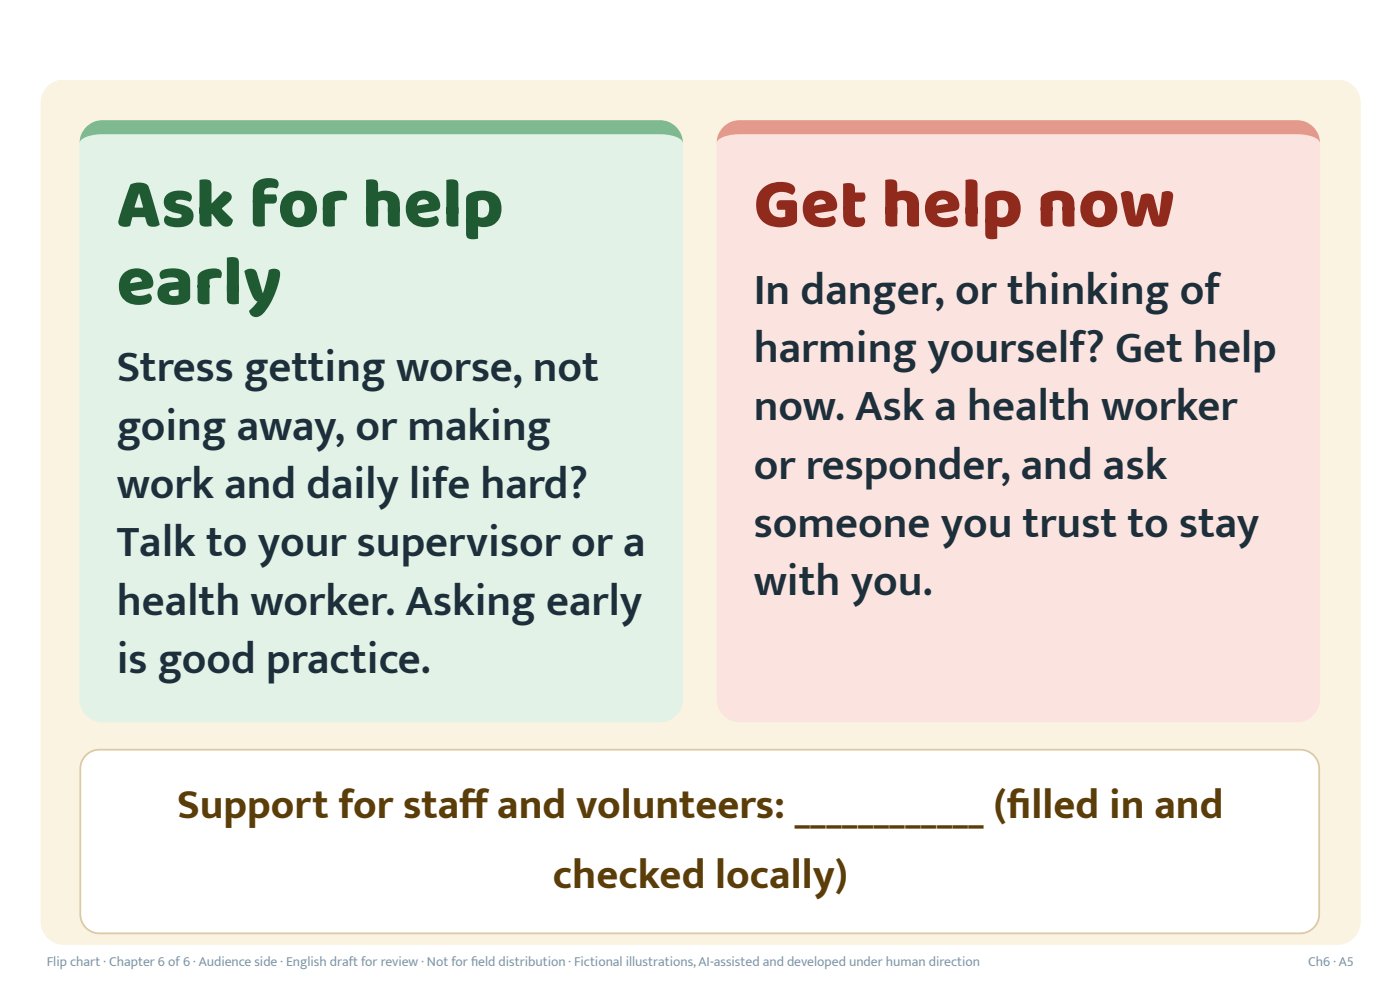 Ask for help
early
Stress getting worse, not
going away, or making
work and daily life hard?
Talk to your supervisor or a
health worker. Asking early
is good practice.
Get help now
In danger, or thinking of
harming yourself? Get help
now. Ask a health worker
or responder, and ask
someone you trust to stay
with you.
Support for staff and volunteers: ____________ (filled in and
checked locally)
Flip chart · Chapter 6 of 6 · Audience side · English draft for review · Not for field distribution · Fictional illustrations, AI-assisted and developed under human direction
Ch6 · A5